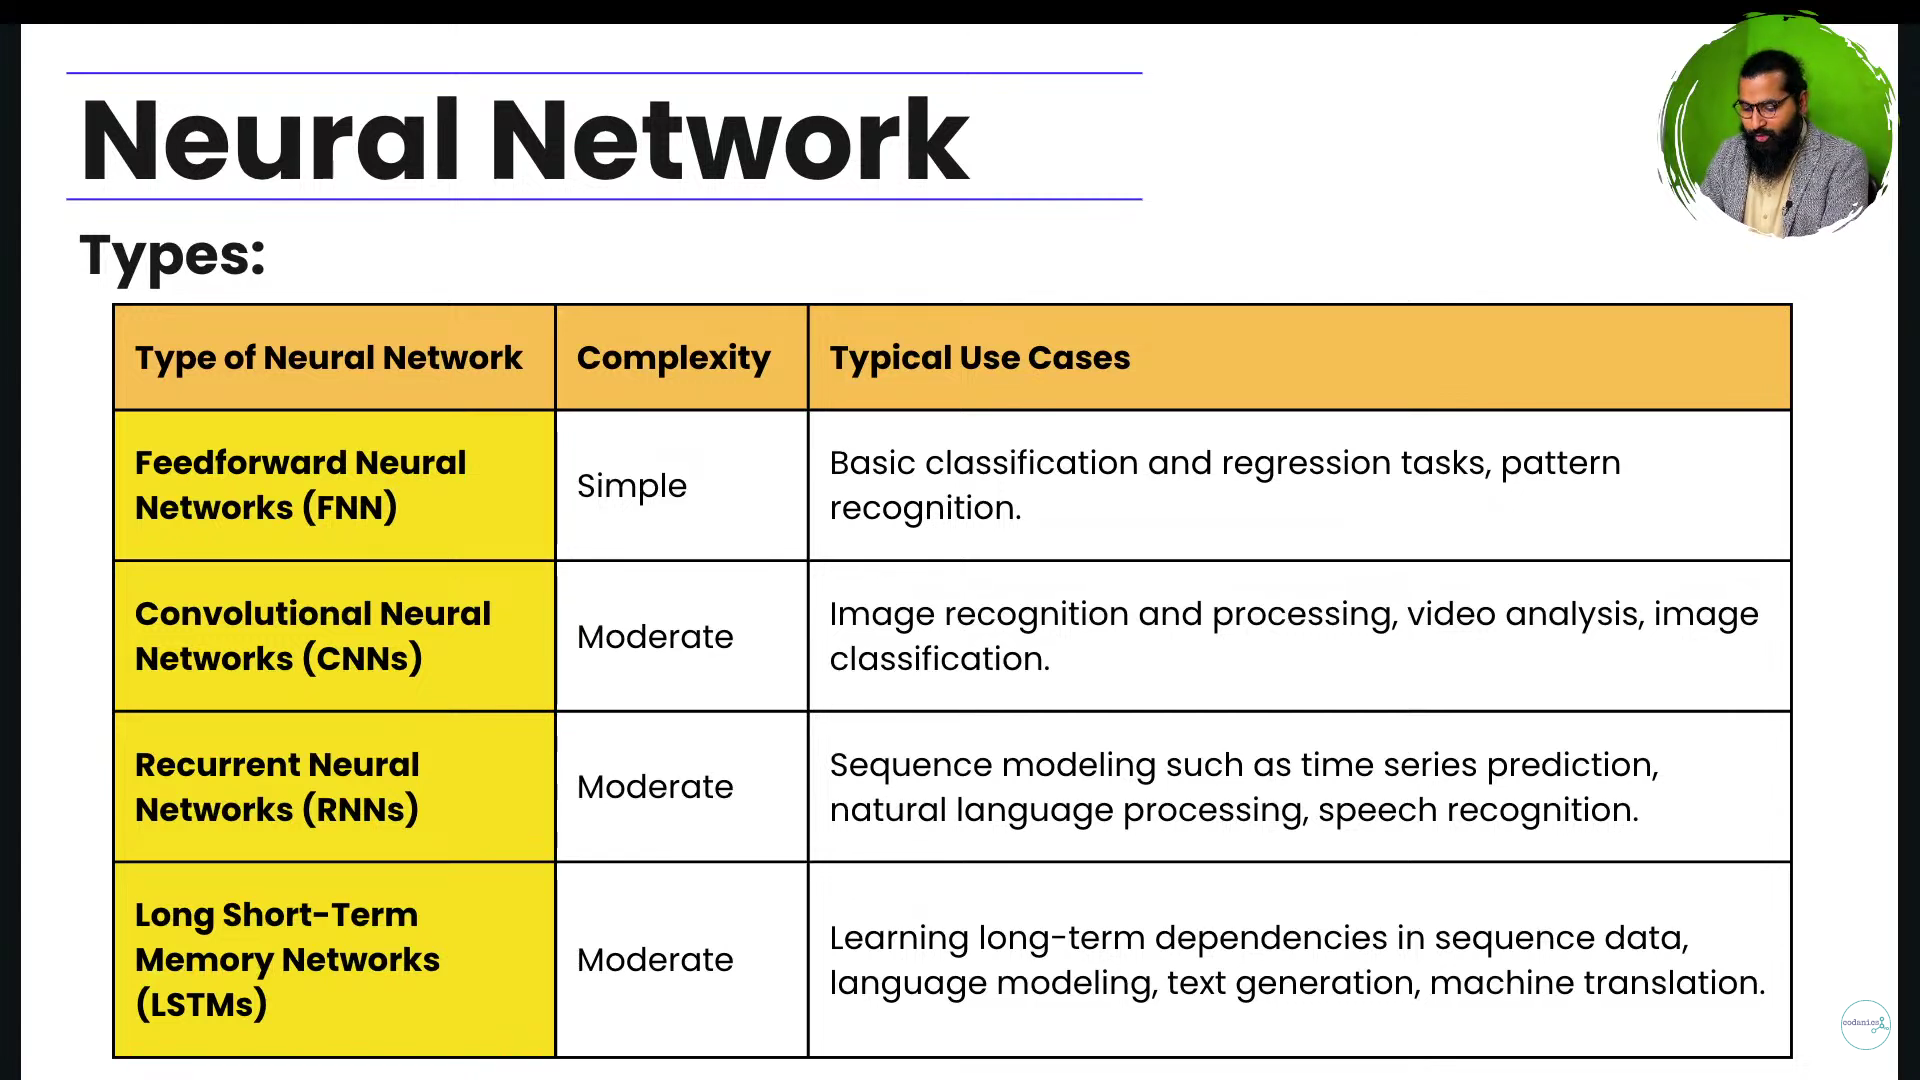 Neural Network
Types:
Type of Neural Network
Complexity
Typical Use Cases
Feedforward Neural
Networks (FNN)
Simple
Basic classification and regression tasks, pattern
recognition.
Convolutional Neural
Networks (CNNs)
Moderate
Image recognition and processing, video analysis, image
classification.
Recurrent Neural
Networks (RNNs)
Moderate
Sequence modeling such as time series prediction,
natural language processing, speech recognition.
Long Short-Term
Memory Networks
(LSTMs)
Moderate
Learning long-term dependencies in sequence data,
language modeling, text generation, machine translation.
codanics